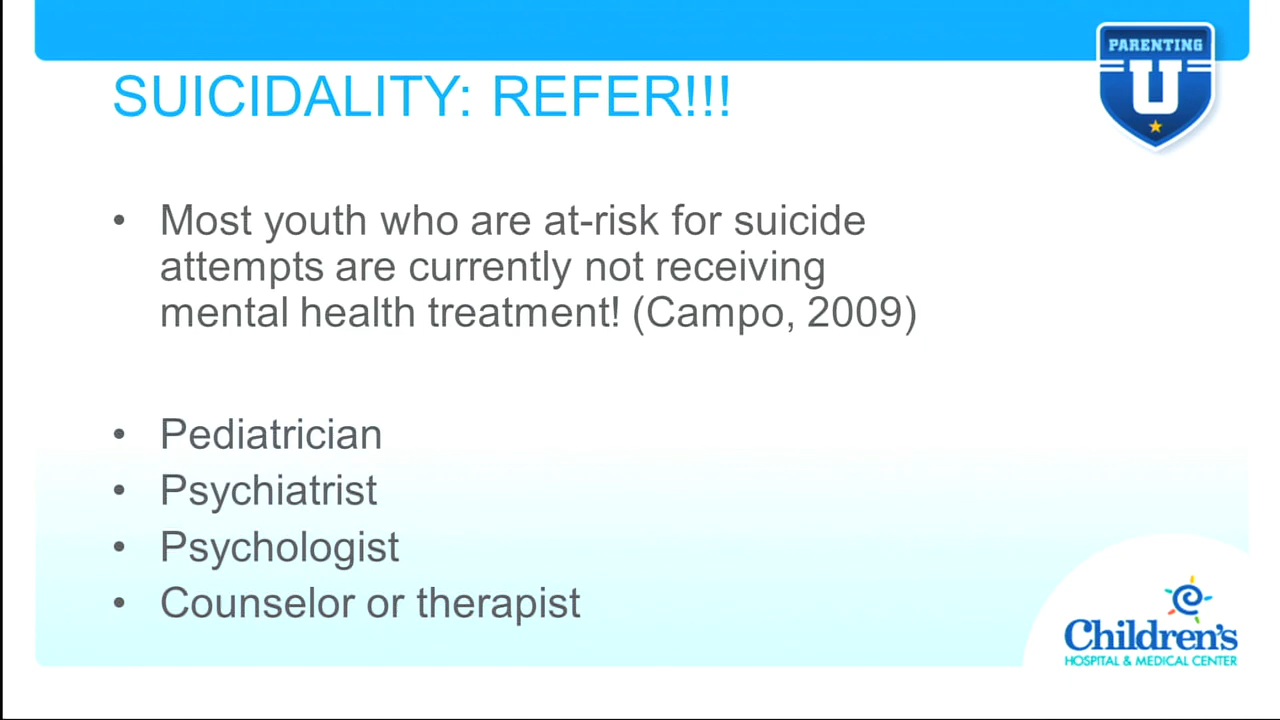 PARENTING
U
SUICIDALITY: REFER!!!
• Most youth who are at-risk for suicide
attempts are currently not receiving
mental health treatment! (Campo, 2009)
• Pediatrician
• Psychiatrist
• Psychologist
• Counselor or therapist
Children's
HOSPITAL & MEDICAL CENTER